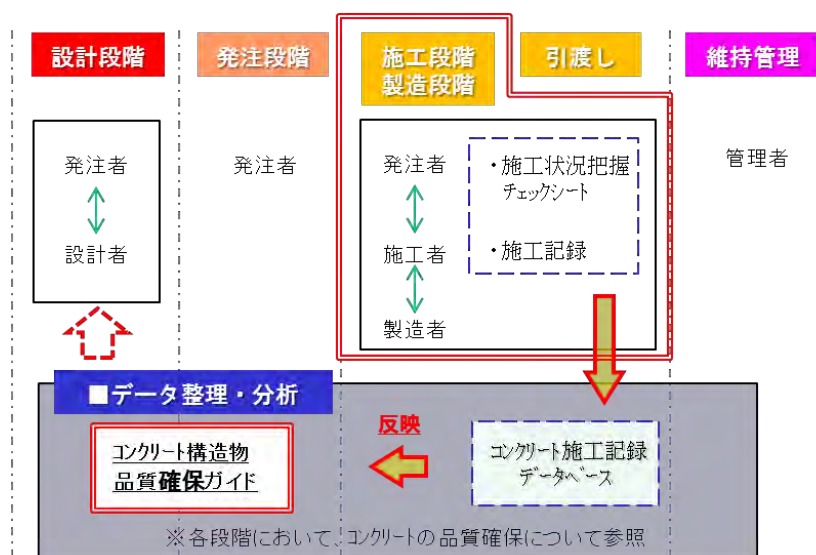 設計段階
発注段階
施工段階
製造段階
引渡し
維持管理
発注者
設計者
発注者
発注者
施工者
製造者
・施工状況把握
チェックシート
・施工記録
管理者
■データ整理・分析
コンクリート構造物
品質確保ガイド
反映
コンクリート施工記録
データベース
※各段階において、コンクリートの品質確保について参照